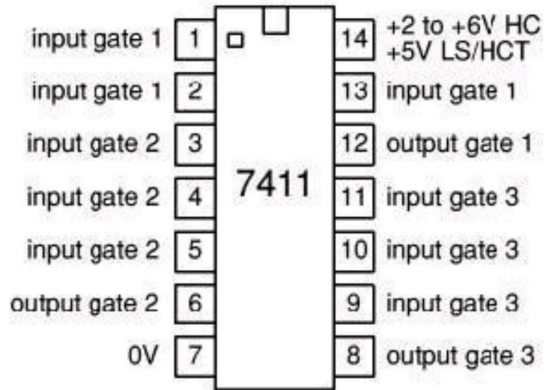 input gate 1 1
input gate 1 2
input gate 2 3
input gate 2 4
input gate 2 5
output gate 2 6
0V 7
7411
14 +2 to +6V HC
+5V LS/HCT
13 input gate 1
12 output gate 1
11 input gate 3
10 input gate 3
9 input gate 3
8 output gate 3